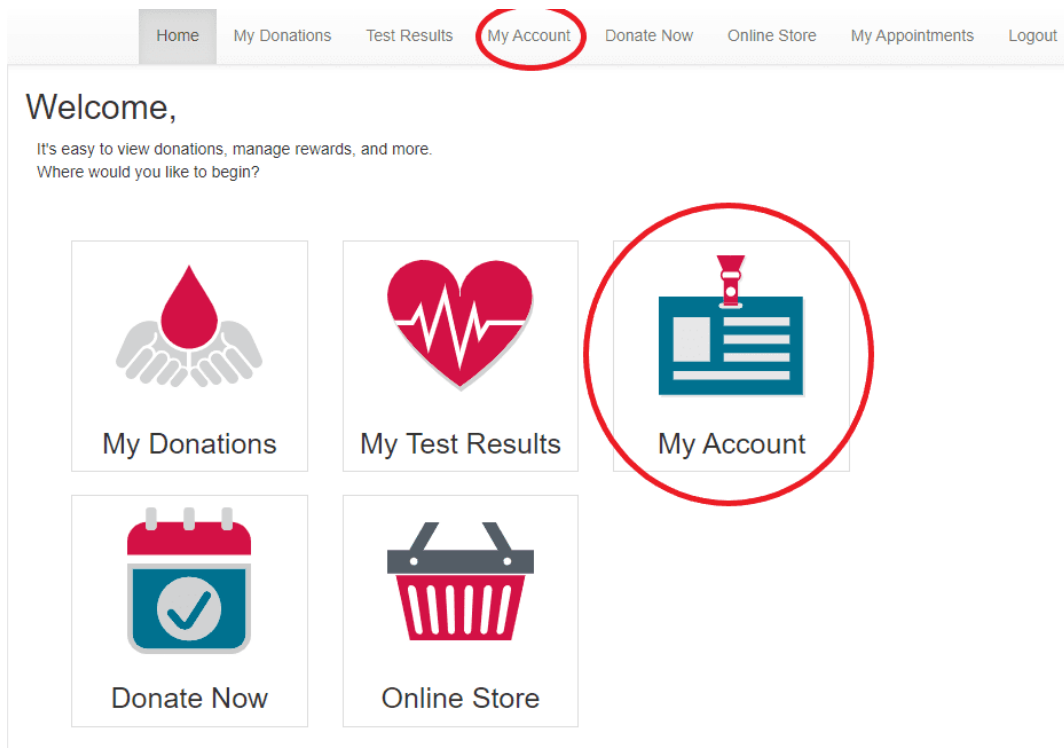 Home My Donations Test Results My Account Donate Now Online Store My Appointments Logout
Welcome,
It's easy to view donations, manage rewards, and more.
Where would you like to begin?
My Donations My Test Results My Account
Donate Now Online Store